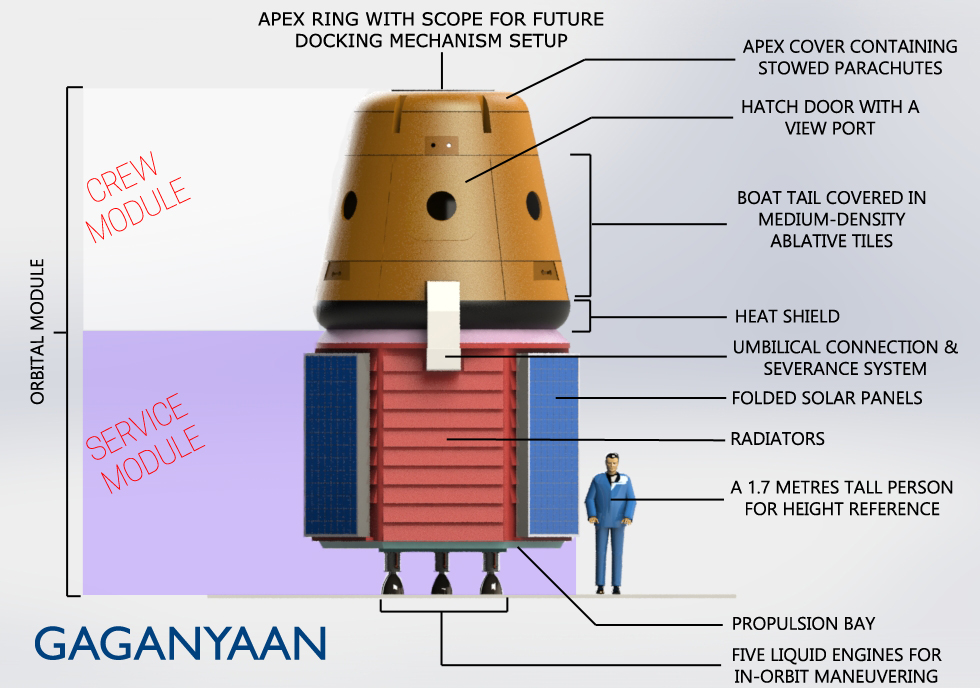 APEX RING WITH SCOPE FOR FUTURE
DOCKING MECHANISM SETUP
APEX COVER CONTAINING
STOWED PARACHUTES
HATCH DOOR WITH A
VIEW PORT
CREW
MODULE
BOAT TAIL COVERED IN
MEDIUM-DENSITY
ABLATIVE TILES
ORBITAL MODULE
HEAT SHIELD
UMBILICAL CONNECTION &
SEVERANCE SYSTEM
FOLDED SOLAR PANELS
SERVICE
MODULE
RADIATORS
A 1.7 METRES TALL PERSON
FOR HEIGHT REFERENCE
PROPULSION BAY
GAGANYAAN
FIVE LIQUID ENGINES FOR
IN-ORBIT MANEUVERING